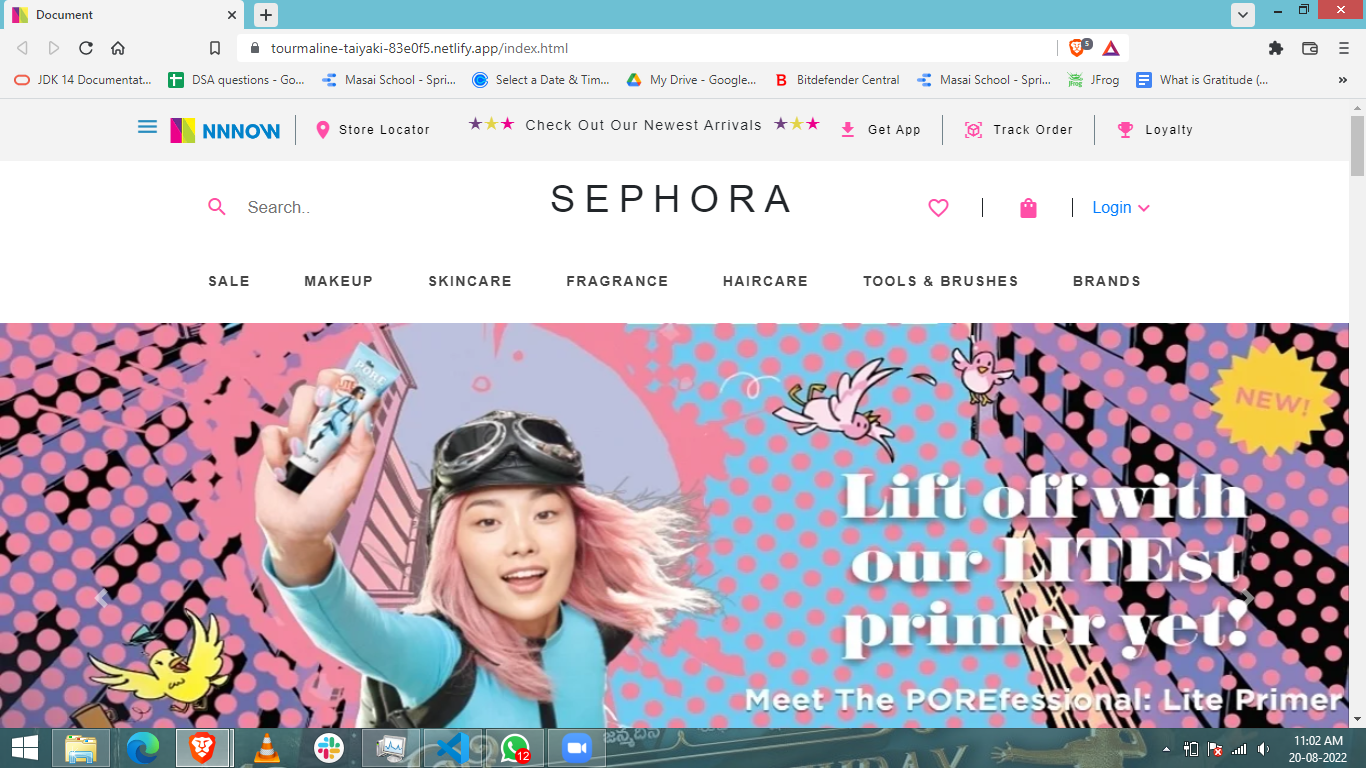 Document
tourmaline-taiyaki-83e0f5.netlify.app/index.html
5
JDK 14 Documentat...
DSA questions - Go...
Masai School - Spri...
Select a Date & Tim...
My Drive - Google...
B
Bitdefender Central
Masai School - Spri...
JFrog
What is Gratitude (...
»
NNNOW
Store Locator
★★★ Check Out Our Newest Arrivals ★★★
Get App
Track Order
Loyalty
Search..
SEPHORA
Login
SALE
MAKEUP
SKINCARE
FRAGRANCE
HAIRCARE
TOOLS & BRUSHES
BRANDS
PORE
NEW!
Lift off with
our LITEst
primer yet!
Meet The POREfessional: Lite Primer
12
11:02 AM
20-08-2022